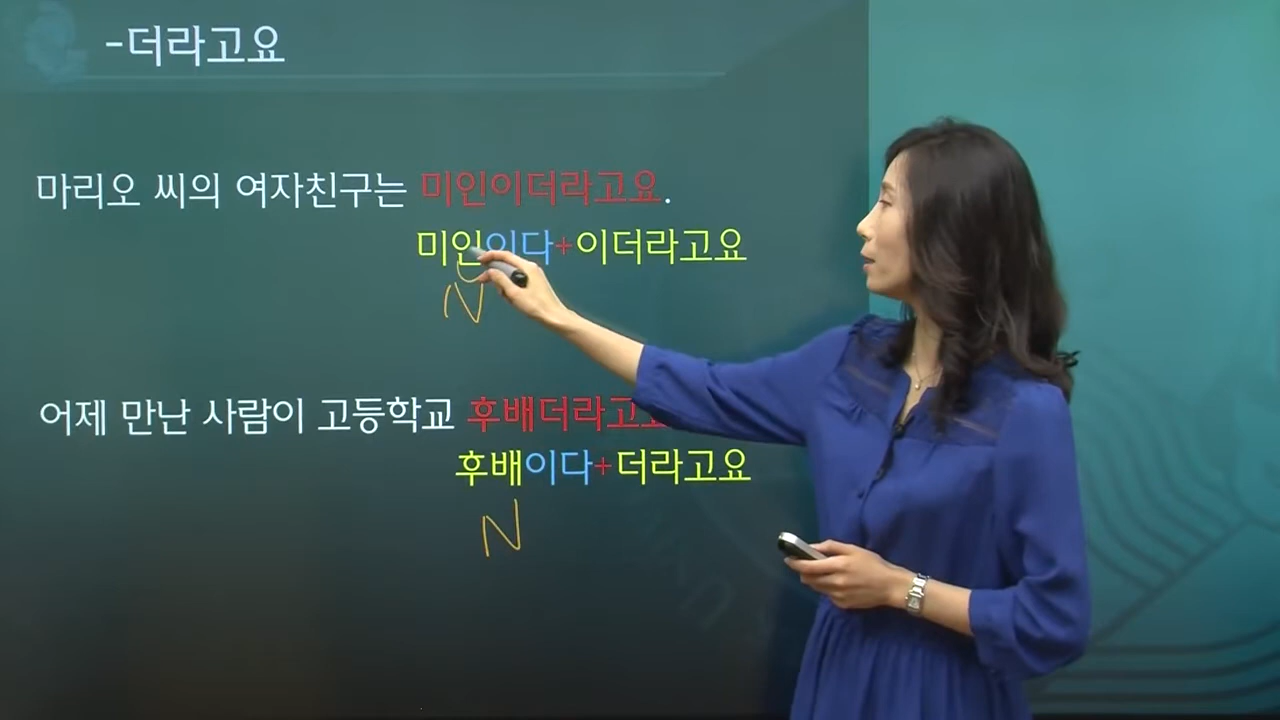 -더라고요
마리오 씨의 여자친구는 미인이더라고요.
미인이다+이더라고요
N
어제 만난 사람이 고등학교 후배더라고요
후배이다+더라고요
N